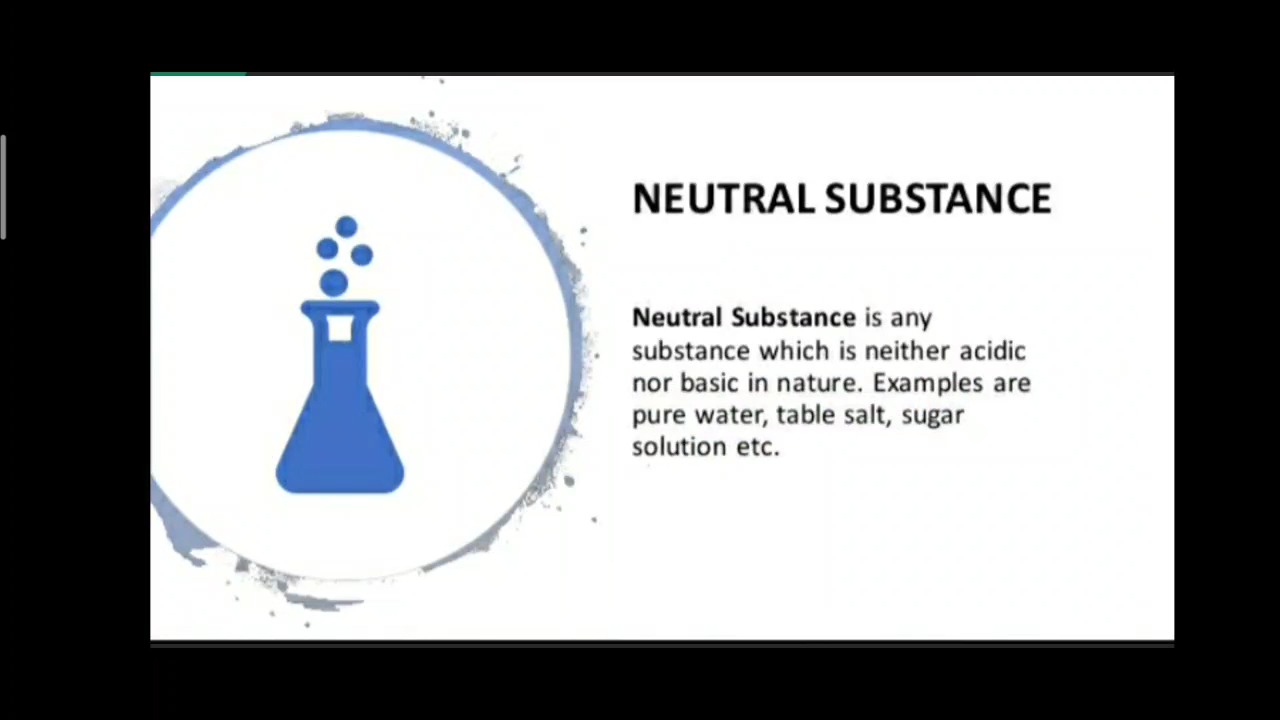 NEUTRAL SUBSTANCE
Neutral Substance is any
substance which is neither acidic
nor basic in nature. Examples are
pure water, table salt, sugar
solution etc.